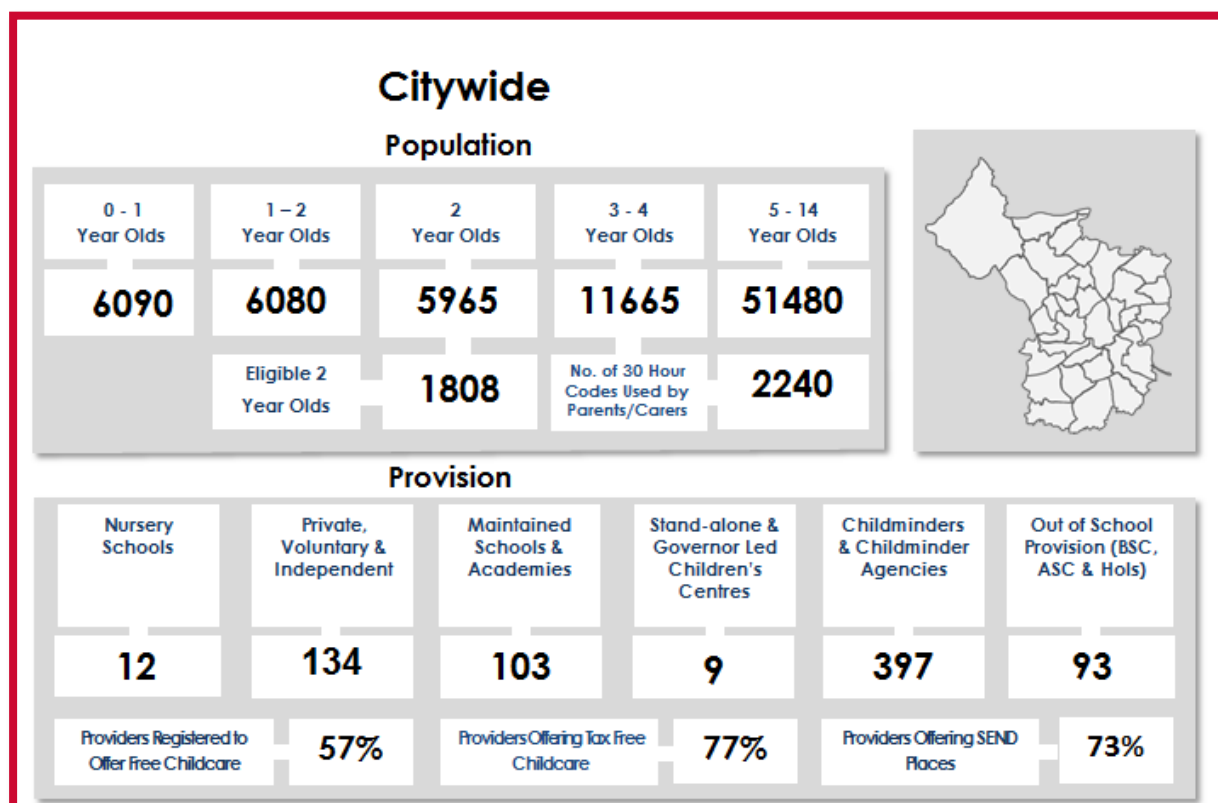 Citywide
Population
0 - 1
Year Olds
1 – 2
Year Olds
2
Year Olds
3 - 4
Year Olds
5 - 14
Year Olds
6090
6080
5965
11665
51480
Eligible 2
Year Olds
1808
No. of 30 Hour
Codes Used by
Parents/Carers
2240
Provision
Nursery
Schools
Private,
Voluntary &
Independent
Maintained
Schools &
Academies
Stand-alone &
Governor Led
Children's
Centres
Childminders
& Childminder
Agencies
Out of School
Provision (BSC,
ASC & Hols)
12
134
103
9
397
93
Providers Registered to
Offer Free Childcare
57%
Providers Offering Tax Free
Childcare
77%
Providers Offering SEND
Places
73%